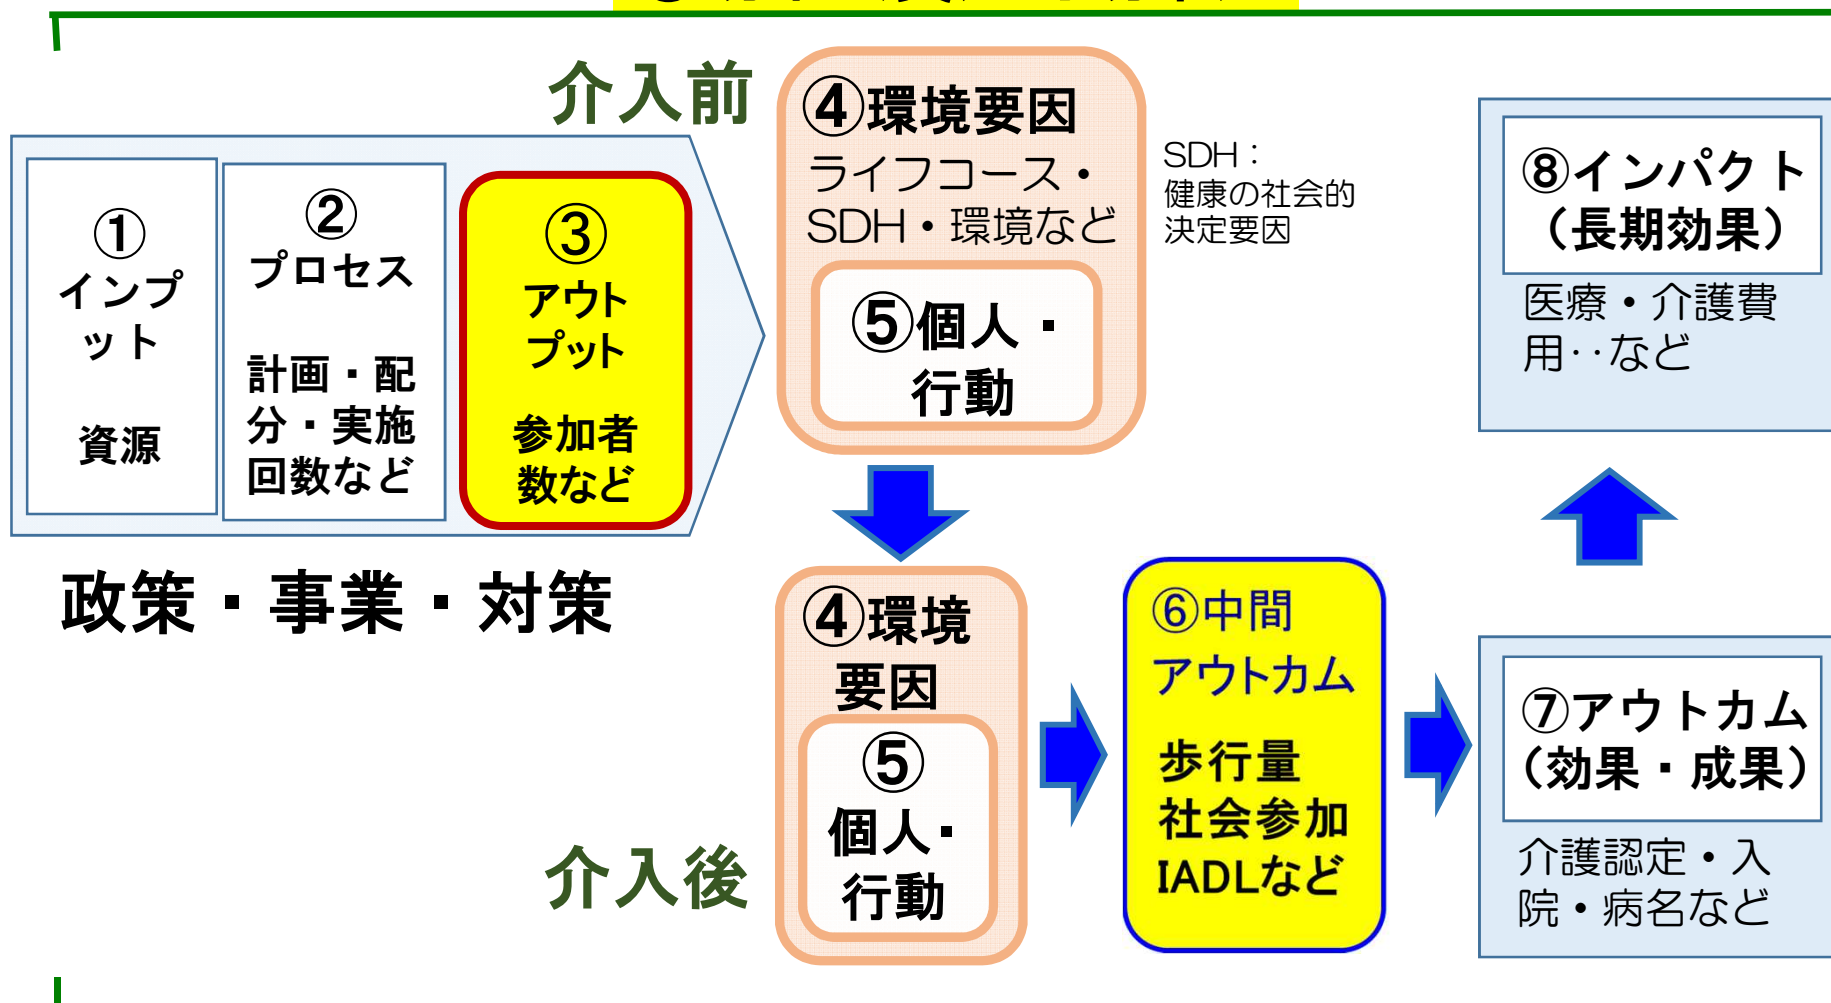 介入前
①
インプ
ット
資源
②
プロセス
計画・配
分・実施
回数など
③
アウト
プット
参加者
数など
政策・事業・対策
④環境要因
ライフコース・
SDH・環境など
⑤個人・
行動
SDH：
健康の社会的
決定要因
介入後
④環境
要因
⑤
個人・
行動
⑥中間
アウトカム
歩行量
社会参加
IADLなど
⑦アウトカム
（効果・成果）
介護認定・入
院・病名など
⑧インパクト
（長期効果）
医療・介護費
用‥など